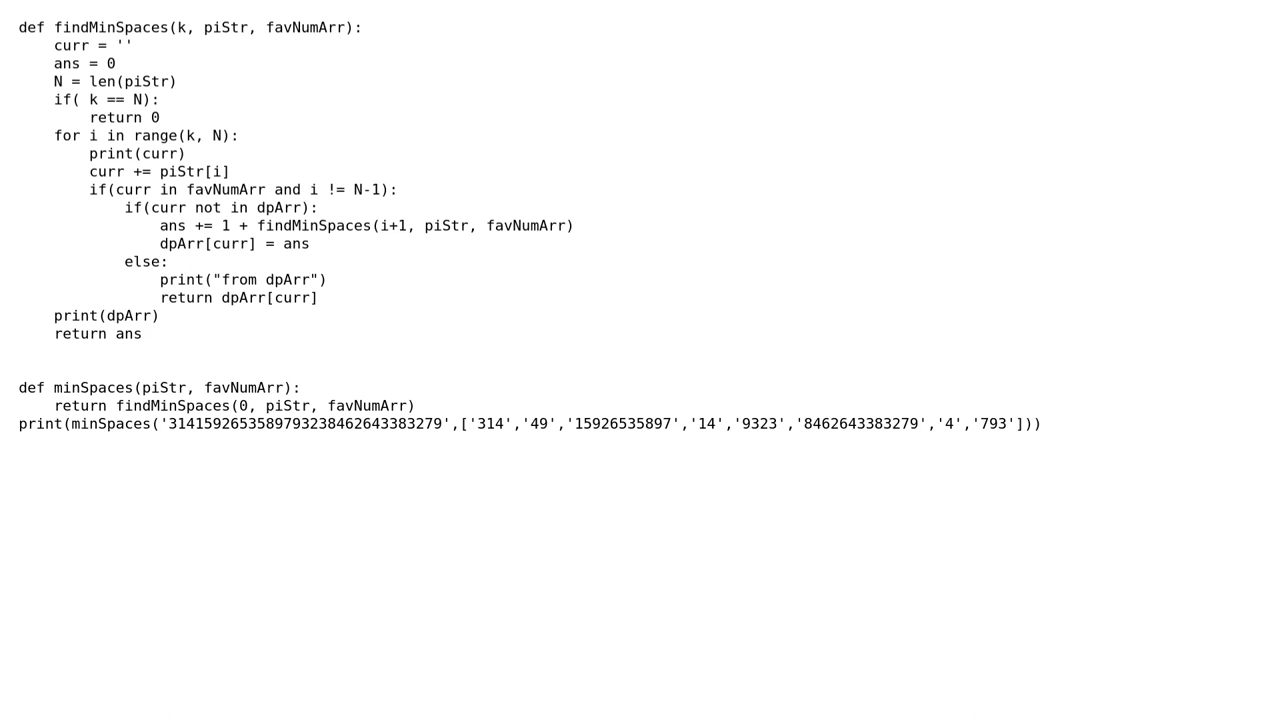 def findMinSpaces(k, piStr, favNumArr):
    curr = ''
    ans = 0
    N = len(piStr)
    if( k == N):
        return 0
    for i in range(k, N):
        print(curr)
        curr += piStr[i]
        if(curr in favNumArr and i != N-1):
            if(curr not in dpArr):
                ans += 1 + findMinSpaces(i+1, piStr, favNumArr)
                dpArr[curr] = ans
            else:
                print("from dpArr")
                return dpArr[curr]
    print(dpArr)
    return ans
def minSpaces(piStr, favNumArr):
    return findMinSpaces(0, piStr, favNumArr)
print(minSpaces('3141592653589793238462643383279',['314','49','15926535897','14','9323','8462643383279','4','793']))